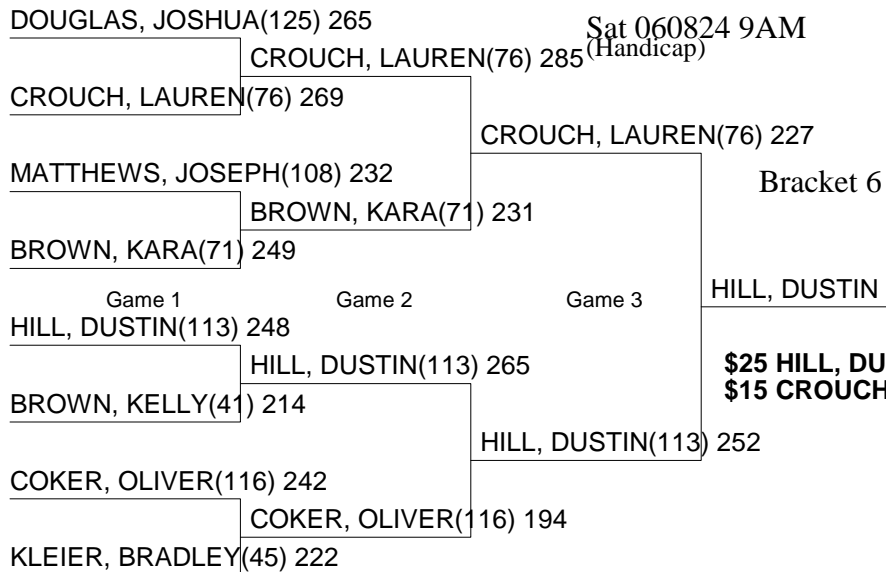 DOUGLAS, JOSHUA(125) 265
Sat 060824 9AM
(Handicap)
CROUCH, LAUREN(76) 285
CROUCH, LAUREN(76) 269
CROUCH, LAUREN(76) 227
MATTHEWS, JOSEPH(108) 232
Bracket 6
BROWN, KARA(71) 231
BROWN, KARA(71) 249
Game 1
Game 2
Game 3
HILL, DUSTIN
HILL, DUSTIN(113) 248
HILL, DUSTIN(113) 265
$25 HILL, DU
$15 CROUCH
BROWN, KELLY(41) 214
HILL, DUSTIN(113) 252
COKER, OLIVER(116) 242
COKER, OLIVER(116) 194
KLEIER, BRADLEY(45) 222